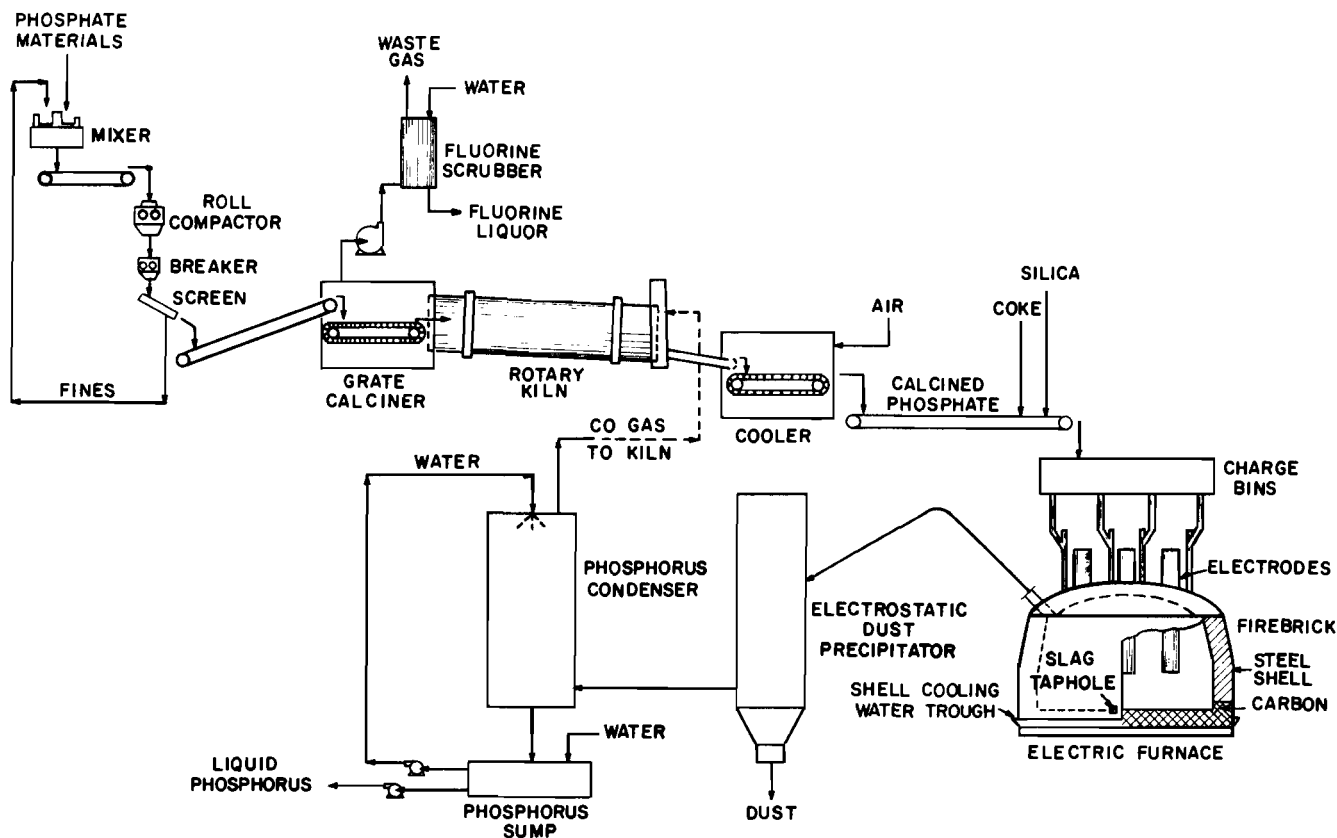 PHOSPHATE
MATERIALS
MIXER
ROLL
COMPACTOR
BREAKER
SCREEN
FINES
WASTE
GAS
WATER
FLUORINE
SCRUBBER
FLUORINE
LIQUOR
GRATE
CALCINER
ROTARY
KILN
AIR
COOLER
SILICA
COKE
CALCINED
PHOSPHATE
CO GAS
TO KILN
WATER
PHOSPHORUS
CONDENSER
WATER
LIQUID
PHOSPHORUS
PHOSPHORUS
SUMP
ELECTROSTATIC
DUST
PRECIPITATOR
DUST
CHARGE
BINS
ELECTRODES
FIREBRICK
STEEL
SHELL
CARBON
SLAG
TAPHOLE
SHELL COOLING
WATER TROUGH
ELECTRIC FURNACE